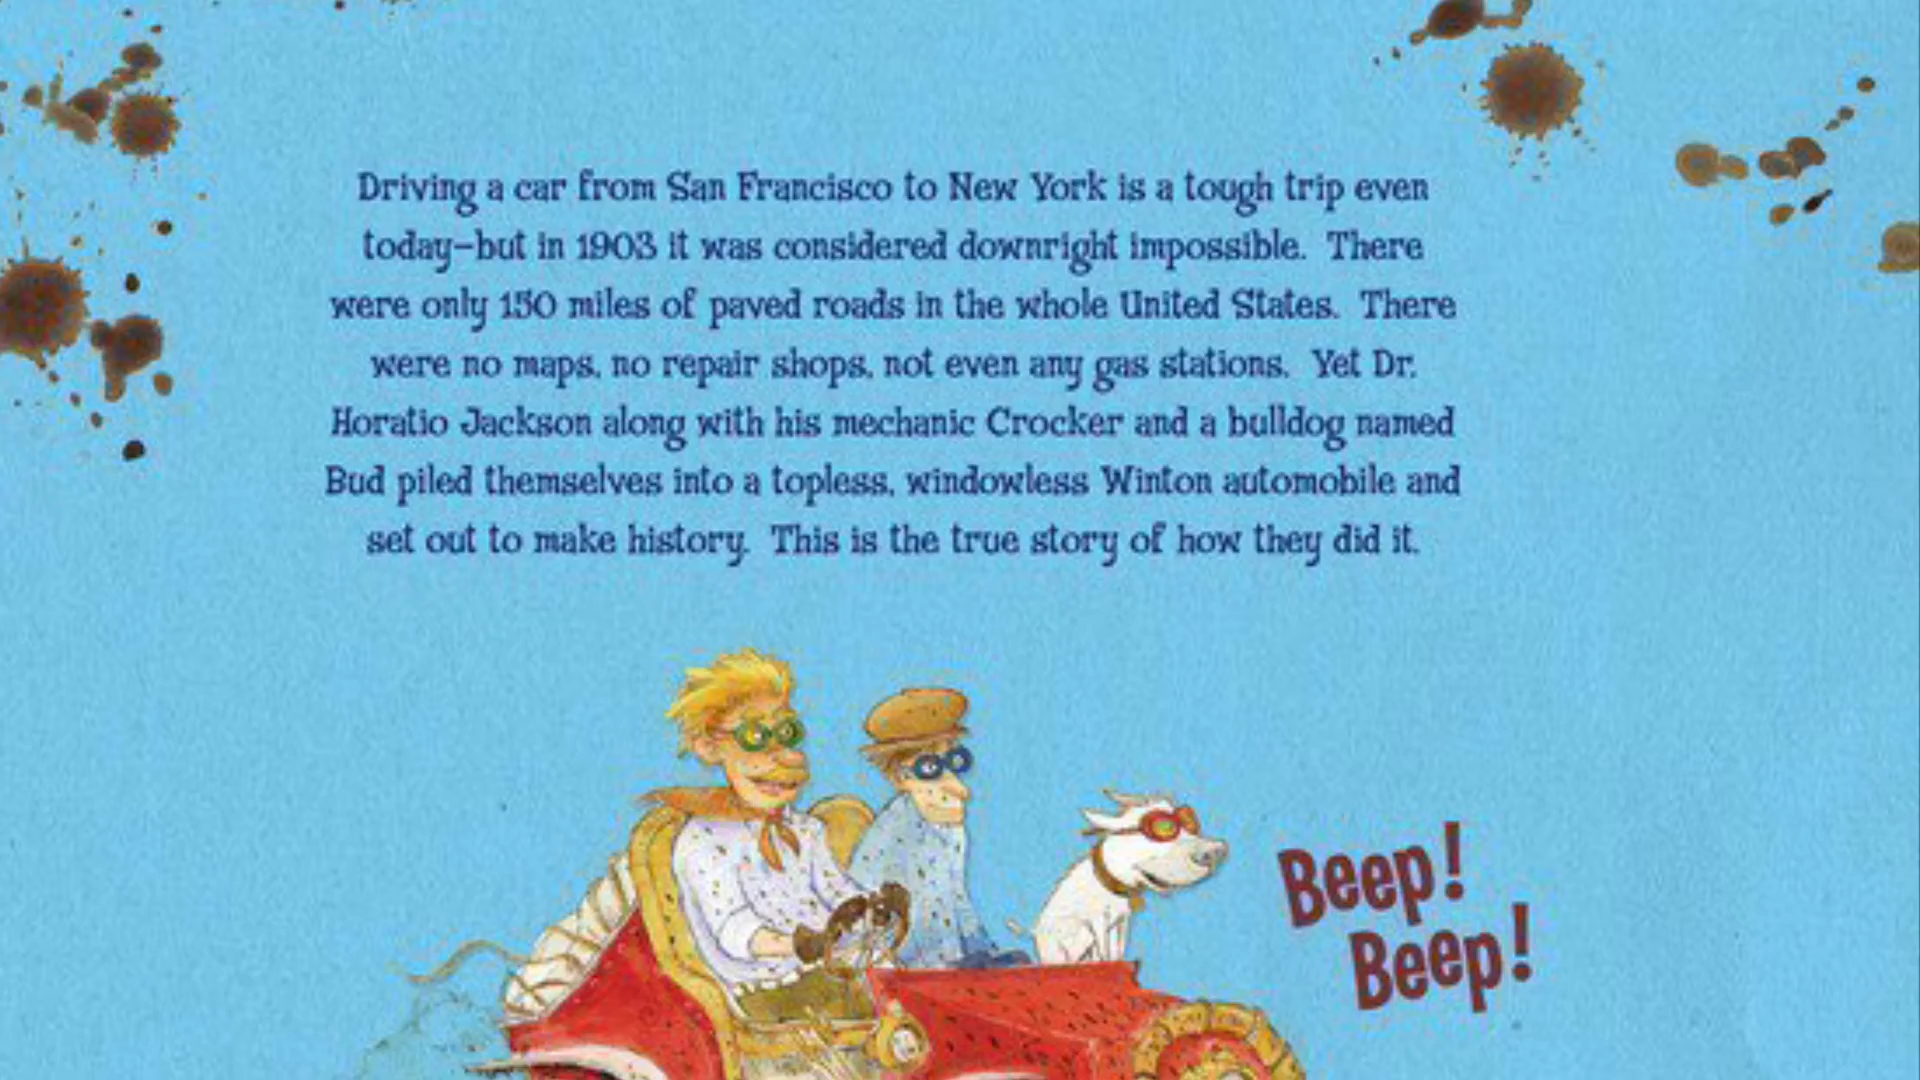 Driving a car from San Francisco to New York is a tough trip even
today—but in 1903 it was considered downright impossible. There
were only 150 miles of paved roads in the whole United States. There
were no maps, no repair shops, not even any gas stations. Yet Dr.
Horatio Jackson along with his mechanic Crocker and a bulldog named
Bud piled themselves into a topless, windowless Winton automobile and
set out to make history. This is the true story of how they did it.
Beep!
Beep!